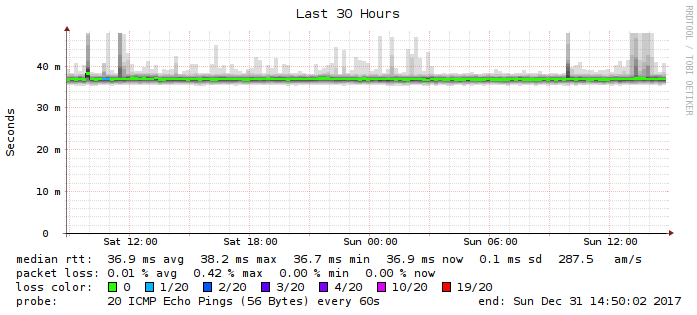 Last 30 Hours
RRDTOOL / TOBI OETIKER
Seconds
40 m
30 m
20 m
10 m
0
Sat 12:00 Sat 18:00 Sun 00:00 Sun 06:00 Sun 12:00
median rtt: 36.9 ms avg 38.2 ms max 36.7 ms min 36.9 ms now 0.1 ms sd 287.5 am/s
packet loss: 0.01 % avg 0.42 % max 0.00 % min 0.00 % now
loss color: 0 1/20 2/20 3/20 4/20 10/20 19/20
probe: 20 ICMP Echo Pings (56 Bytes) every 60s end: Sun Dec 31 14:50:02 2017